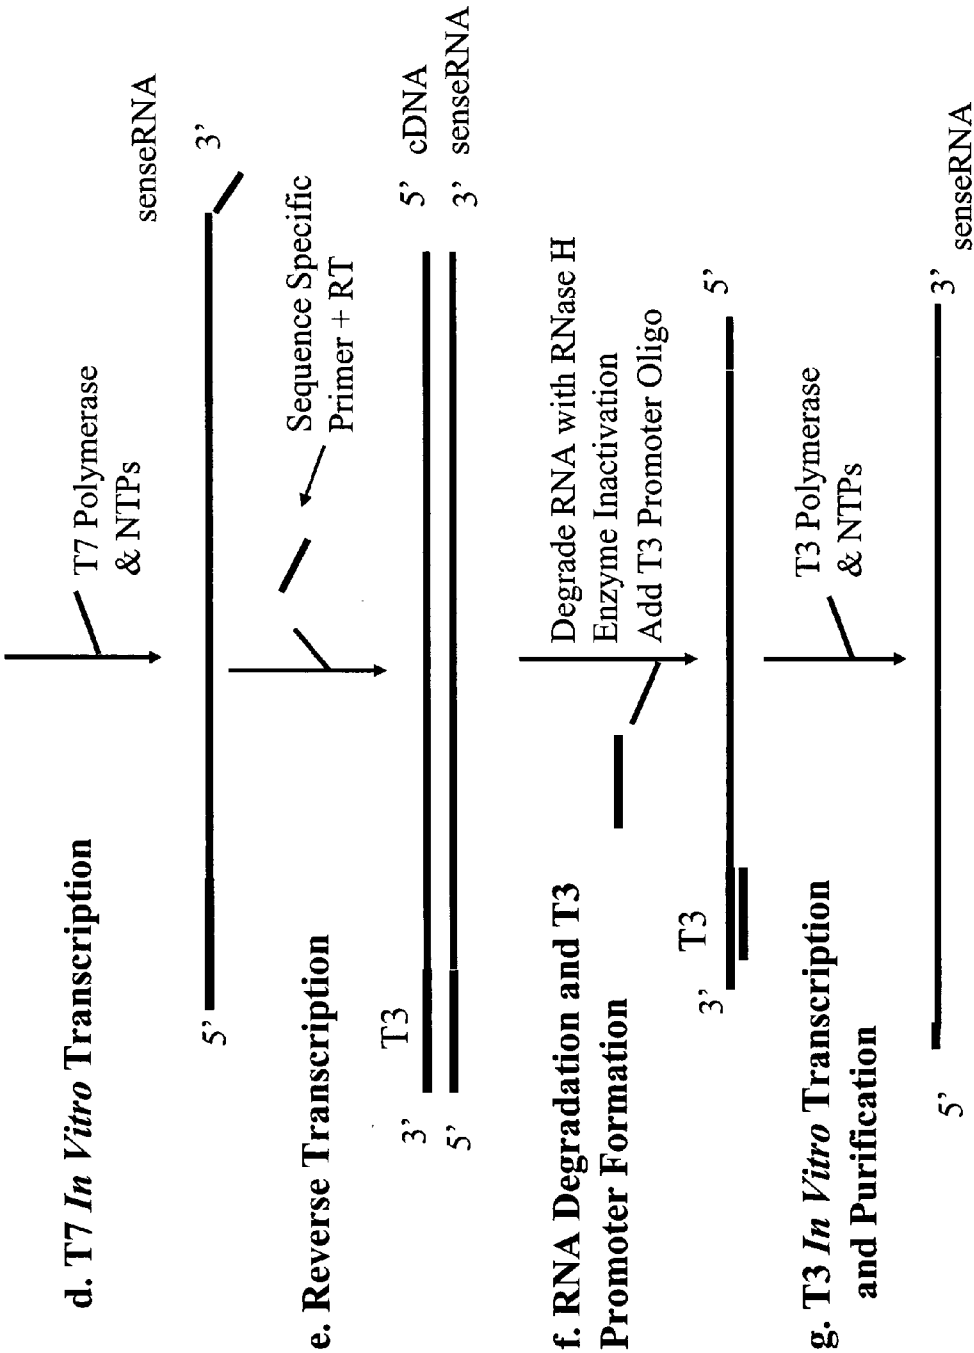 d. T7 In Vitro Transcription
T7 Polymerase
& NTPs
senseRNA
5’
3’
e. Reverse Transcription
Sequence Specific
Primer + RT
T3
3’
5’ cDNA
5’
3’ senseRNA
f. RNA Degradation and T3
Promoter Formation
Degrade RNA with RNase H
Enzyme Inactivation
Add T3 Promoter Oligo
T3
3’
5’
g. T3 In Vitro Transcription
and Purification
T3 Polymerase
& NTPs
5’
3’
senseRNA